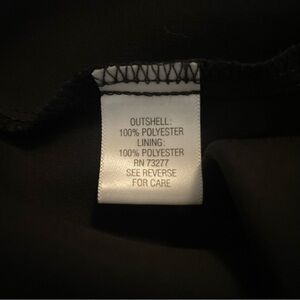 OUTSHELL:
100% POLYESTER
LINING:
100% POLYESTER
RN 73277
SEE REVERSE
FOR CARE